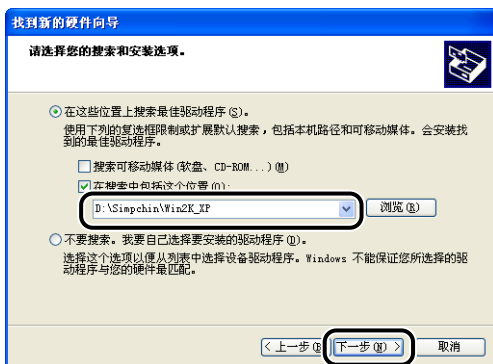 找到新的硬件向导
请选择您的搜索和安装选项。
在这些位置上搜索最佳驱动程序(S)。
使用下列的复选框限制或扩展默认搜索，包括本机路径和可移动媒体。会安装找
到的最佳驱动程序。
搜索可移动媒体(软盘、CD-ROM...)(M)
在搜索中包括这个位置(O):
D:\Simpchin\Win2K_XP
浏览(R)
不要搜索。我要自己选择要安装的驱动程序(D)。
选择这个选项以便从列表中选择设备驱动程序。Windows 不能保证您所选择的驱
动程序与您的硬件最匹配。
<上一步(B) 下一步(N) > 取消